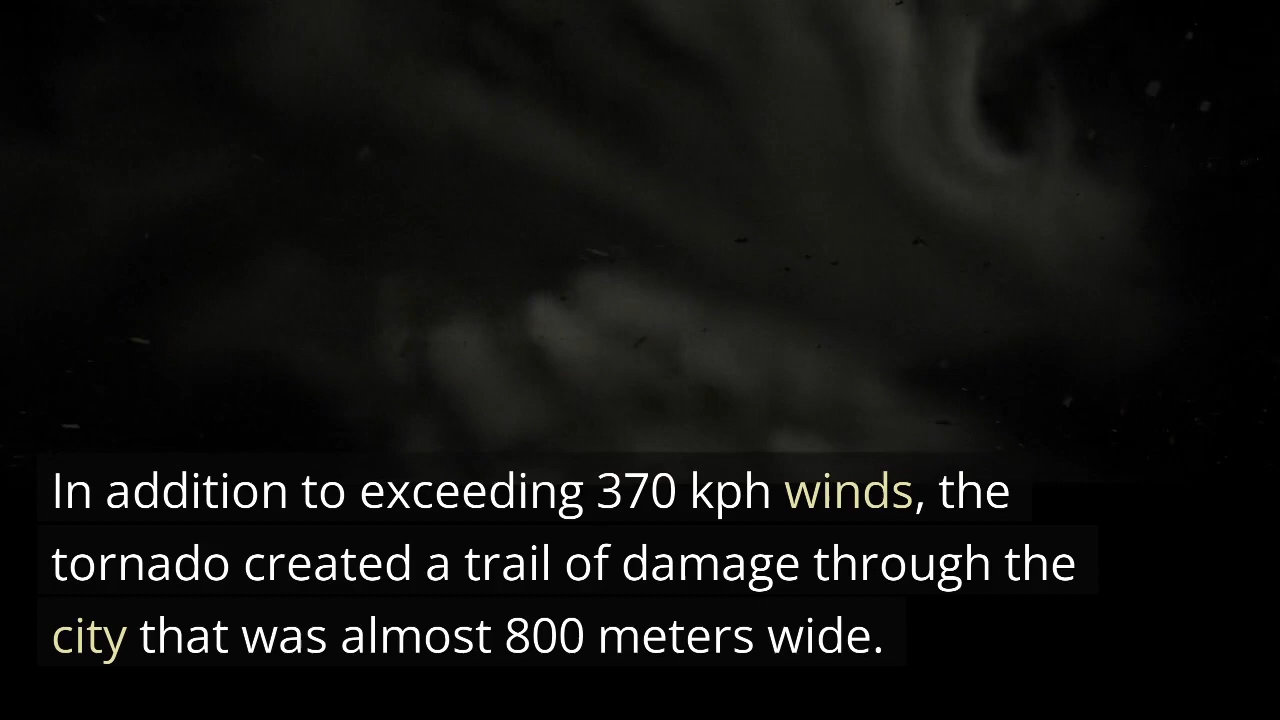 In addition to exceeding 370 kph winds, the
tornado created a trail of damage through the
city that was almost 800 meters wide.